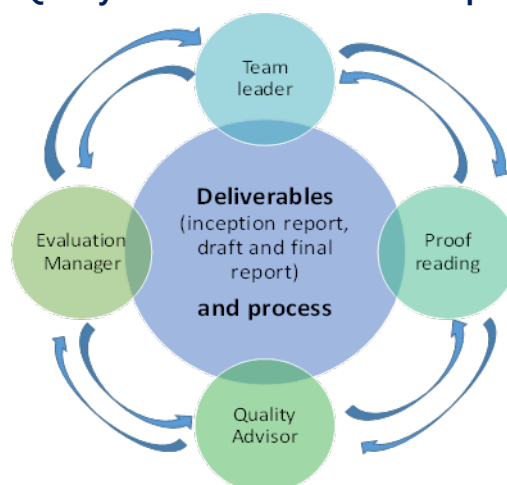 Team
leader
Deliverables
(inception report,
draft and final
report)
and process
Evaluation
Manager
Proof
reading
Quality
Advisor